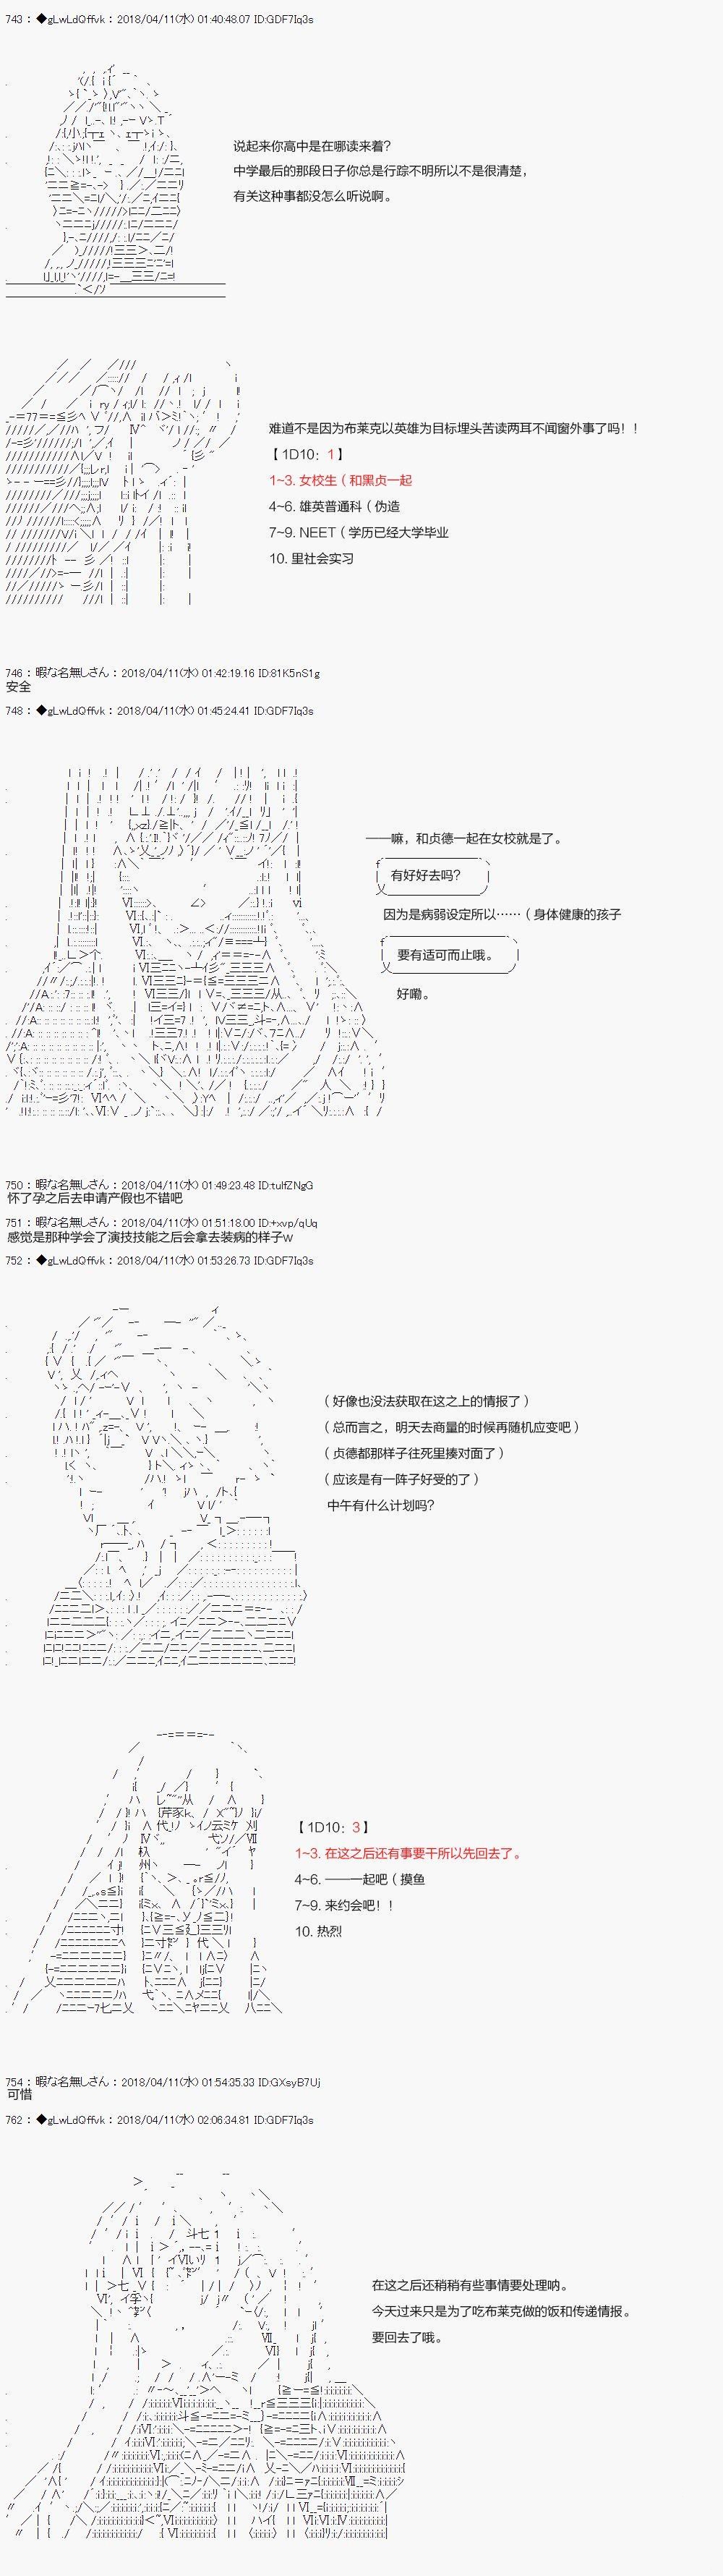 743 : ◆gLwLdQffvk : 2018/04/11(水) 01:40:48.07 ID:GDF7Iq3s
说起来你高中是在哪读来着？
中学最后的那段日子你总是行踪不明所以不是很清楚，
有关这种事都没怎么听说啊。
难道不是因为布莱克以英雄为目标埋头苦读两耳不闻窗外事了吗！！
【1D10：1】
1~3. 女校生（和黑贞一起
4~6. 雄英普通科（伪造
7~9. NEET（学历已经大学毕业
10. 里社会实习
746 : 暇な名無しさん : 2018/04/11(水) 01:42:19.16 ID:81K5nS1g
安全
748 : ◆gLwLdQffvk : 2018/04/11(水) 01:45:24.41 ID:GDF7Iq3s
——嘛，和贞德一起在女校就是了。
有好好去吗？
因为是病弱设定所以……（身体健康的孩子
要有适可而止哦。
好嘞。
750 : 暇な名無しさん : 2018/04/11(水) 01:49:23.48 ID:tulfZNgG
怀了孕之后去申请产假也不错吧
751 : 暇な名無しさん : 2018/04/11(水) 01:51:18.00 ID:+xvp/qUq
感觉是那种学会了演技技能之后会拿去装病的样子w
752 : ◆gLwLdQffvk : 2018/04/11(水) 01:53:26.73 ID:GDF7Iq3s
（好像也没法获取在这之上的情报了）
（总而言之，明天去商量的时候再随机应变吧）
（贞德都那样子往死里揍对面了）
（应该是有一阵子好受的了）
中午有什么计划吗？
【1D10：3】
1~3. 在这之后还有事要干所以先回去了。
4~6. ——一起吧（摸鱼
7~9. 来约会吧！！
10. 热烈
754 : 暇な名無しさん : 2018/04/11(水) 01:54:35.33 ID:GXsyB7Uj
可惜
762 : ◆gLwLdQffvk : 2018/04/11(水) 02:06:34.81 ID:GDF7Iq3s
在这之后还稍稍有些事情要处理呐。
今天过来只是为了吃布莱克做的饭和传递情报。
要回去了哦。